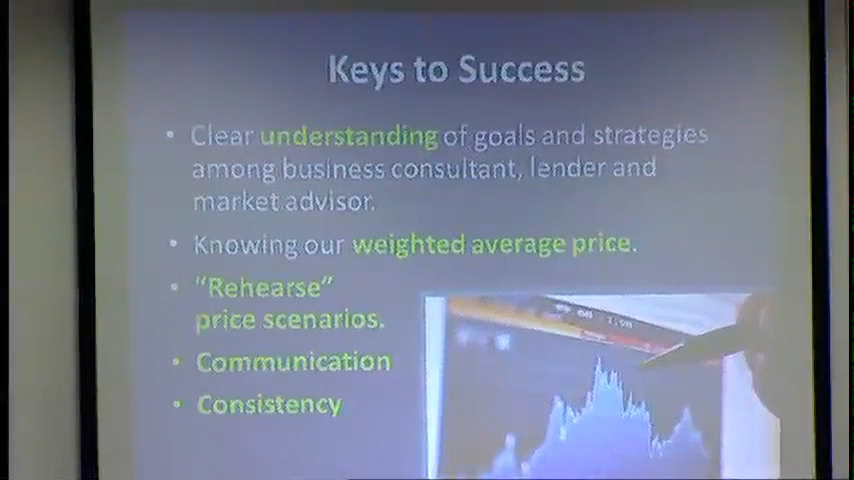 Keys to Success
• Clear understanding of goals and strategies
among business consultant, lender and
market advisor.
• Knowing our weighted average price.
• “Rehearse”
price scenarios.
• Communication
• Consistency